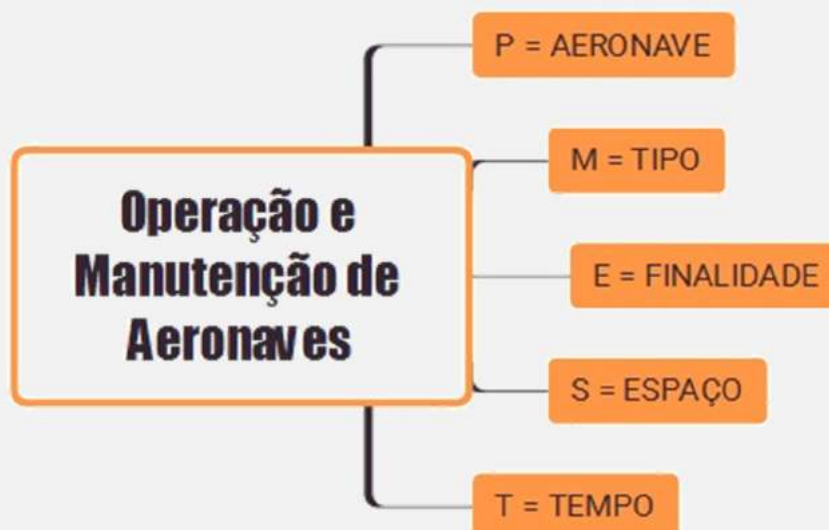 Operação e
Manutenção de
Aeronaves
P = AERONAVE
M = TIPO
E = FINALIDADE
S = ESPAÇO
T = TEMPO